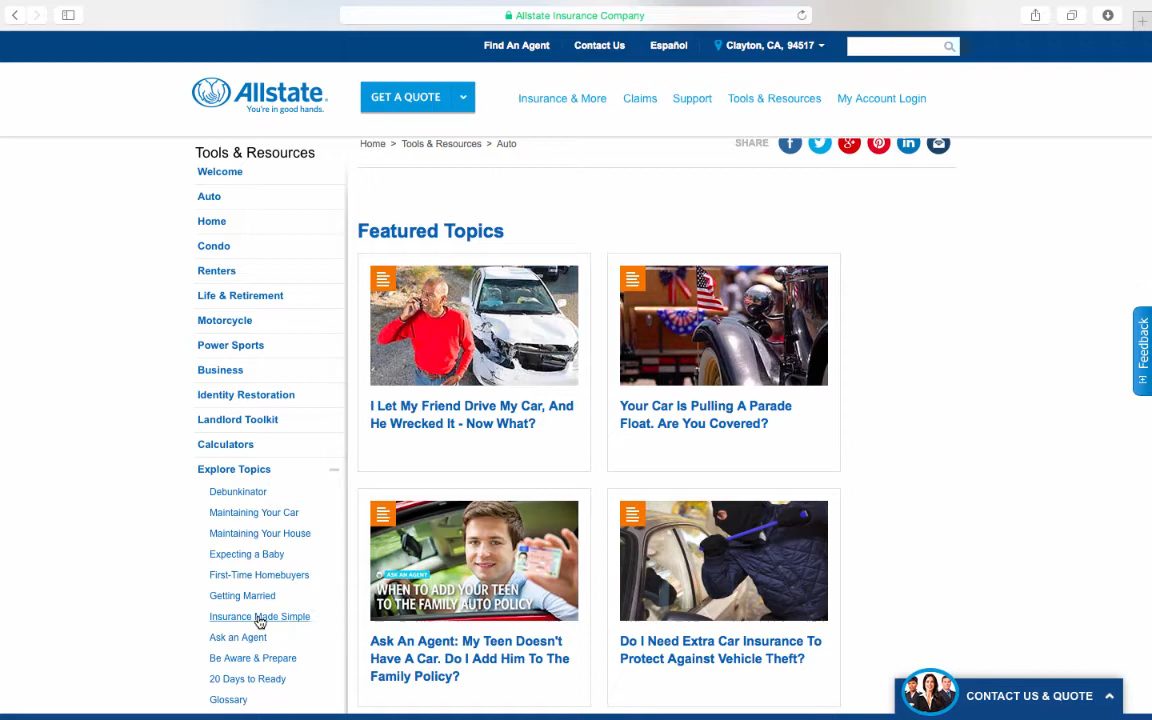 Allstate Insurance Company
Find An Agent
Contact Us
Español
Clayton, CA, 94517
Allstate.
You're in good hands.
GET A QUOTE
Insurance & More
Claims
Support
Tools & Resources
My Account Login
Home > Tools & Resources > Auto
SHARE
Tools & Resources
Welcome
Auto
Home
Condo
Renters
Life & Retirement
Motorcycle
Power Sports
Business
Identity Restoration
Landlord Toolkit
Calculators
Explore Topics
Debunkinator
Maintaining Your Car
Maintaining Your House
Expecting a Baby
First-Time Homebuyers
Getting Married
Insurance Made Simple
Ask an Agent
Be Aware & Prepare
20 Days to Ready
Glossary
Featured Topics
I Let My Friend Drive My Car, And
He Wrecked It - Now What?
Your Car Is Pulling A Parade
Float. Are You Covered?
ASK AN AGENT
WHEN TO ADD YOUR TEEN
TO THE FAMILY AUTO POLICY
Ask An Agent: My Teen Doesn't
Have A Car. Do I Add Him To The
Family Policy?
Do I Need Extra Car Insurance To
Protect Against Vehicle Theft?
[+] Feedback
CONTACT US & QUOTE